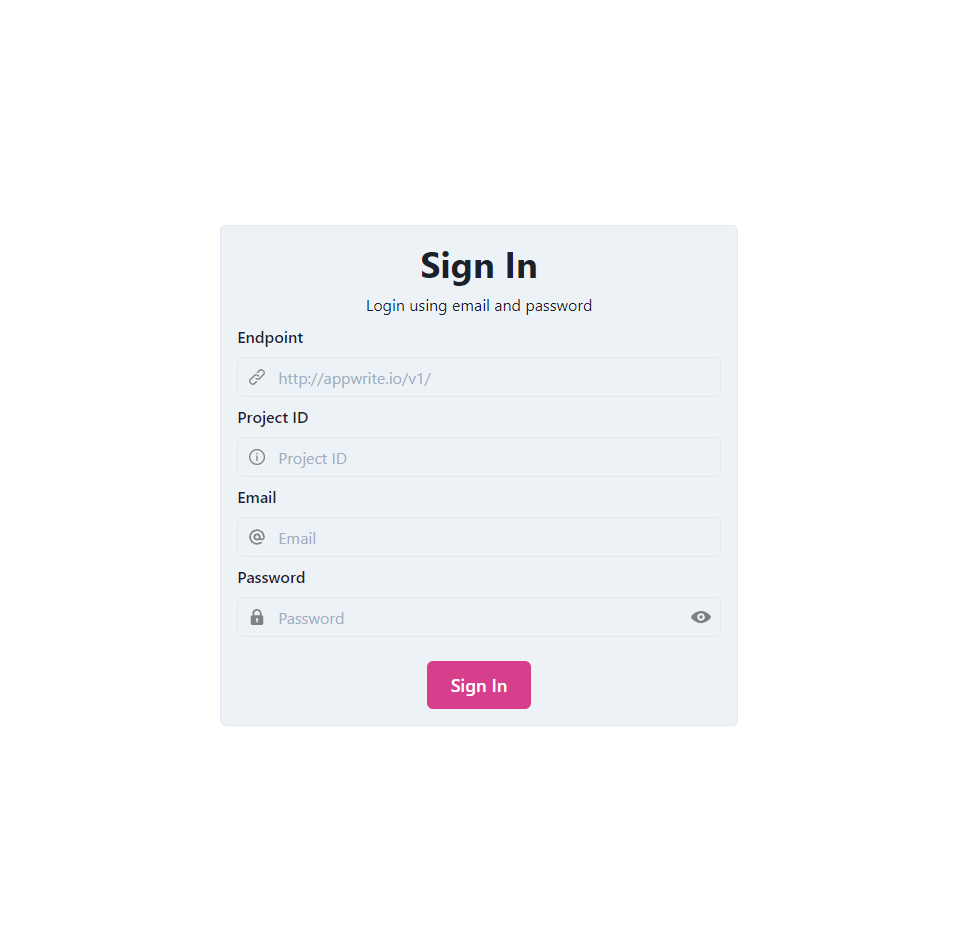 Sign In
Login using email and password
Endpoint
http://appwrite.io/v1/
Project ID
Project ID
Email
Email
Password
Password
Sign In